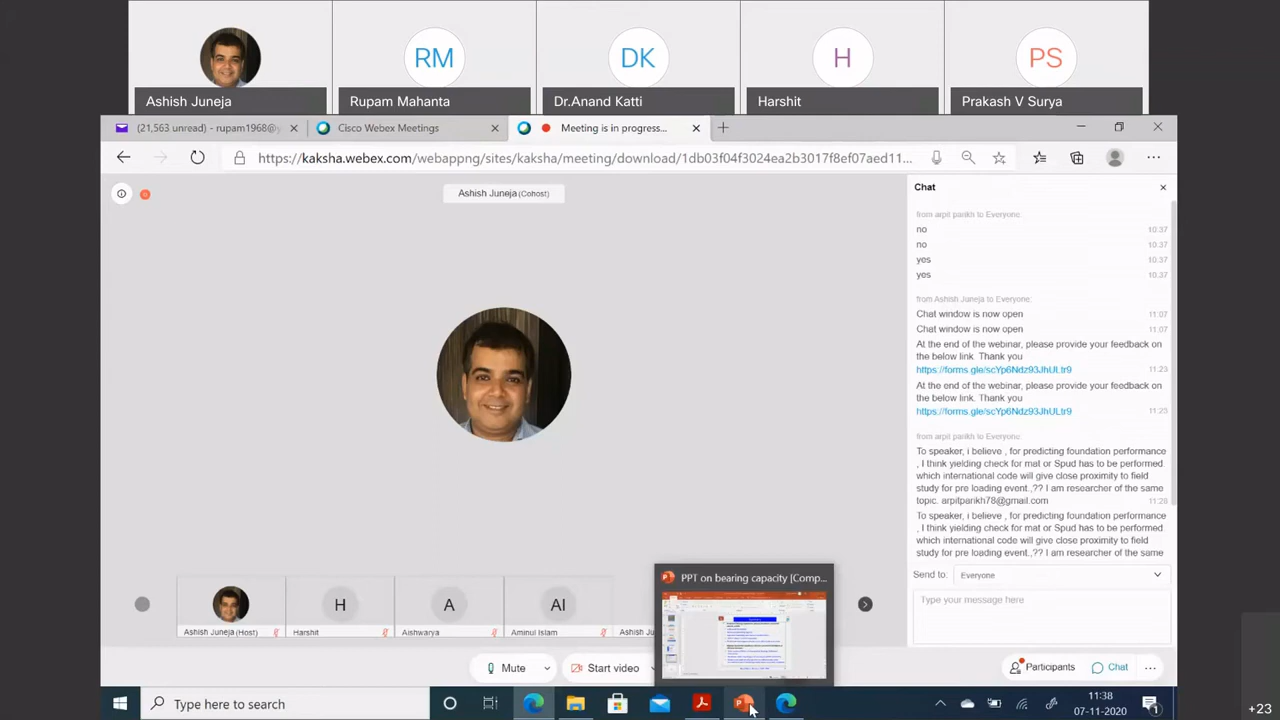 RM
DK
H
PS
Ashish Juneja
Rupam Mahanta
Dr.Anand Katti
Harshit
Prakash V Surya
(21,563 unread) - rupam1968@
Cisco Webex Meetings
Meeting is in progress...
https://kaksha.webex.com/webappng/sites/kaksha/meeting/download/1db03f04f3024ea2b3017f8ef07aed11...
Ashish Juneja (Cohost)
Chat
from arpit parikh to Everyone:
no 10:37
no 10:37
yes 10:37
yes 10:37
from Ashish Juneja to Everyone:
Chat window is now open 11:07
Chat window is now open 11:07
At the end of the webinar, please provide your feedback on
the below link. Thank you
https://forms.gle/scYp6Ndz93JhULtr9 11:23
At the end of the webinar, please provide your feedback on
the below link. Thank you
https://forms.gle/scYp6Ndz93JhULtr9 11:23
from arpit parikh to Everyone:
To speaker, i believe , for predicting foundation performance
, I think yielding check for mat or Spud has to be performed
which international code will give close proximity to field
study for pre loading event.,?? I am researcher of the same
topic. arpitparikh78@gmail.com 11:28
To speaker, i believe , for predicting foundation performance
, I think yielding check for mat or Spud has to be performed
which international code will give close proximity to field
study for pre loading event.,?? I am researcher of the same
Send to: Everyone
Type your message here
H
A
AI
Ashish Juneja (Host)
Harshit
Aishwarya
Aminul Islam
Ashish Ju
PPT on bearing capacity [Comp...
Mute
Start video
Participants
Chat
Type here to search
11:38
07-11-2020
1
+23